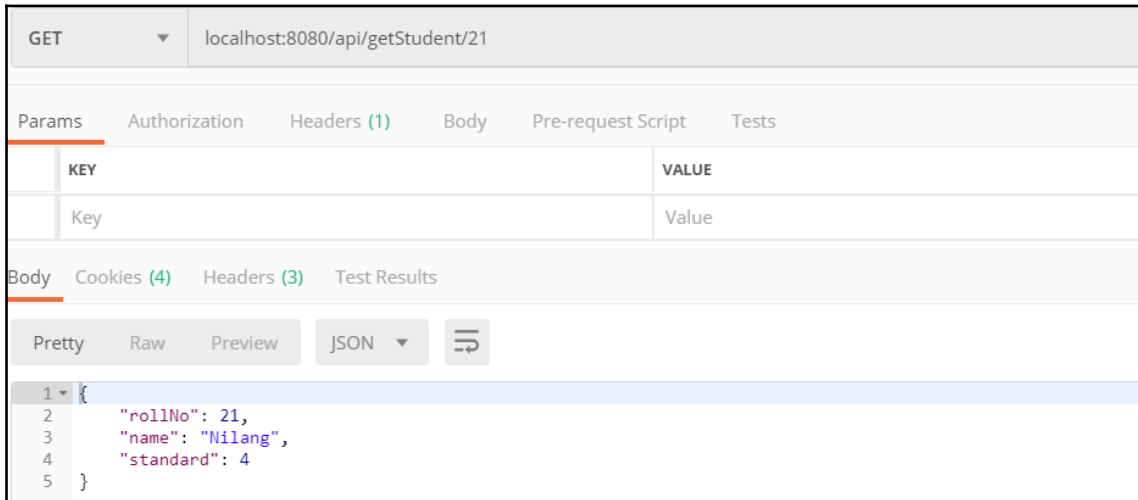 GET localhost:8080/api/getStudent/21
Params Authorization Headers (1) Body Pre-request Script Tests
KEY VALUE
Key Value
Body Cookies (4) Headers (3) Test Results
Pretty Raw Preview JSON
1 {
2 "rollNo": 21,
3 "name": "Nilang",
4 "standard": 4
5 }